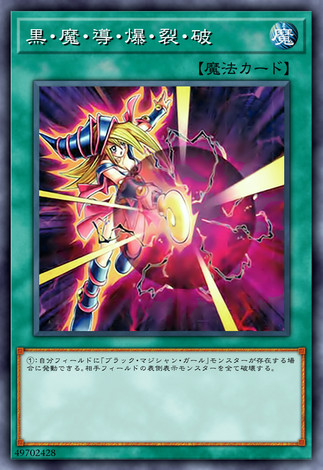 黒・魔・導・爆・裂・破
魔
【魔法カード】
①:自分フィールドに「ブラック・マジシャン・ガール」モンスターが存在する場
合に発動できる。相手フィールドの表側表示モンスターを全て破壊する。
49702428